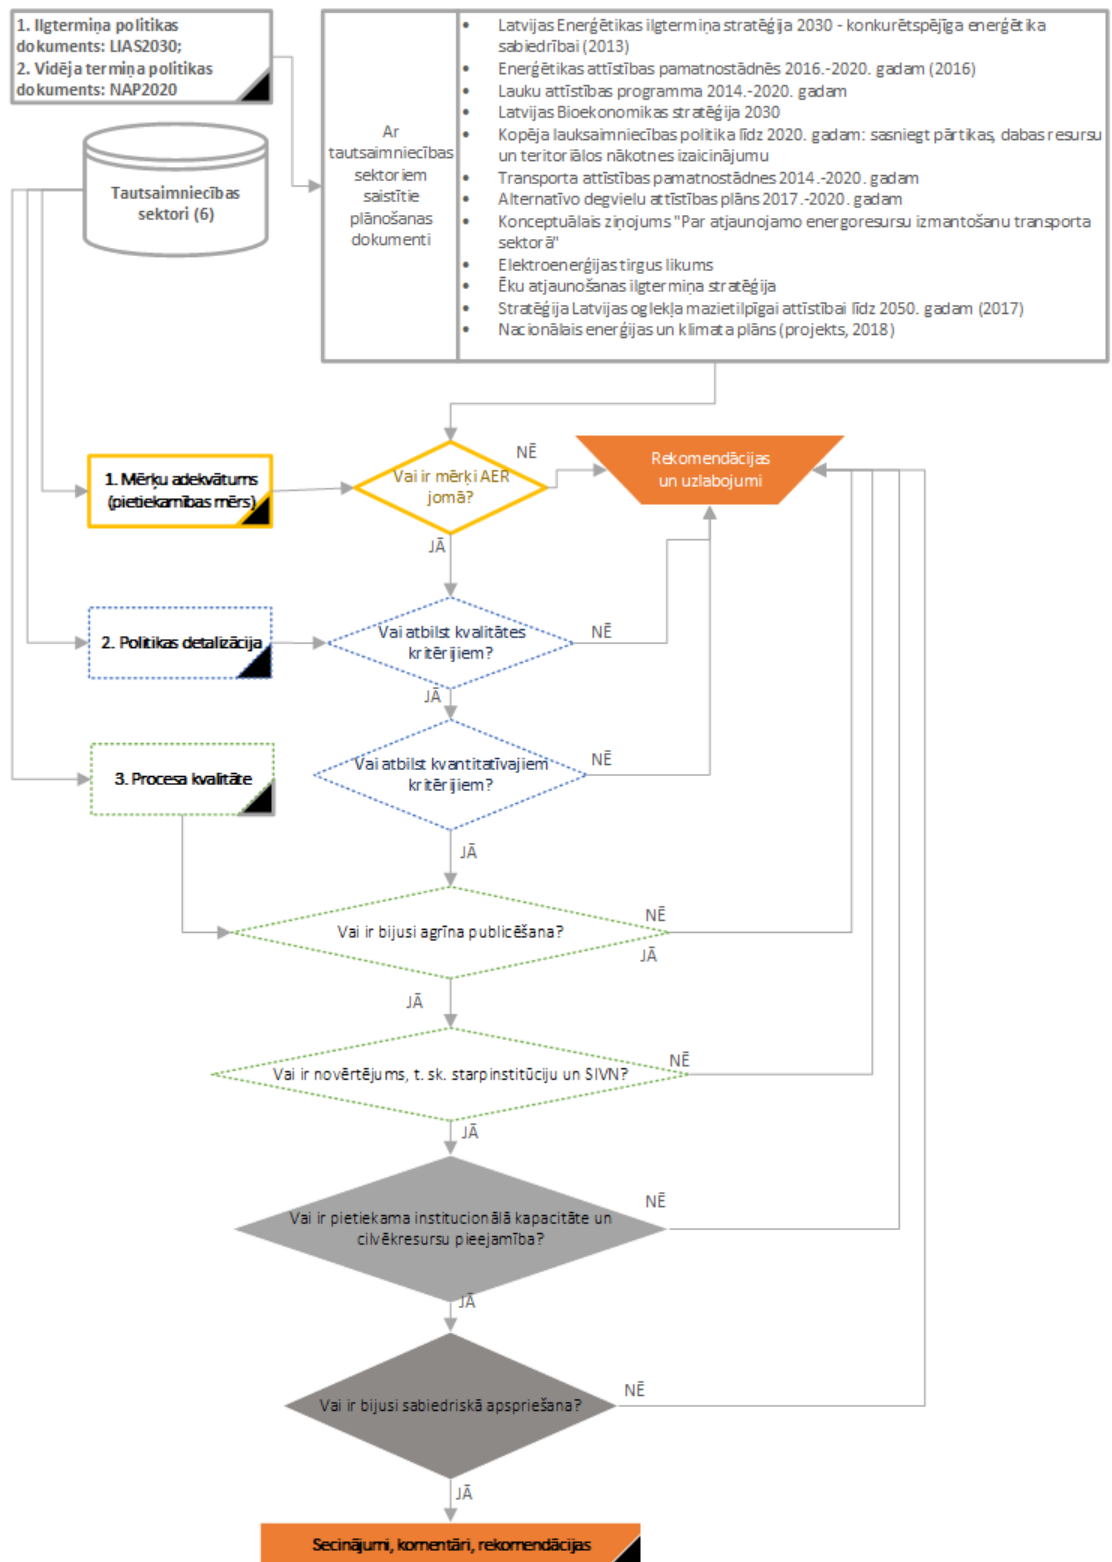 1. Ilgtermiņa politikas
dokuments: LIAS2030;
2. Vidēja termiņa politikas
dokuments: NAP2020
Tautsaimniecības
sektori (6)
Ar
tautsaimniecības
sektoriem
saistītie
plānošanas
dokumenti
• Latvijas Enerģētikas ilgtermiņa stratēģija 2030 - konkurētspējīga enerģētika
sabiedrībai (2013)
• Enerģētikas attīstības pamatnostādnēs 2016.-2020. gadam (2016)
• Lauku attīstības programma 2014.-2020. gadam
• Latvijas Bioekonomikas stratēģija 2030
• Kopēja lauksaimniecības politika līdz 2020. gadam: sasniegt pārtikas, dabas resursu
un teritoriālos nākotnes izaicinājumu
• Transporta attīstības pamatnostādnes 2014.-2020. gadam
• Alternatīvo degvielu attīstības plāns 2017.-2020. gadam
• Konceptuālais ziņojums "Par atjaunojamo energoresursu izmantošanu transporta
sektorā"
• Elektroenerģijas tirgus likums
• Ēku atjaunošanas ilgtermiņa stratēģija
• Stratēģija Latvijas oglekļa mazietilpīgai attīstībai līdz 2050. gadam (2017)
• Nacionālais enerģijas un klimata plāns (projekts, 2018)
1. Mērķu adekvātums
(pietiekamības mērs)
Vai ir mērķi AER
jomā?
NĒ
Rekomendācijas
un uzlabojumi
JĀ
2. Politikas detalizācija
Vai atbilst kvalitātes
kritērijiem?
NĒ
JĀ
Vai atbilst kvantitatīvajiem
kritērijiem?
NĒ
3. Procesa kvalitāte
JĀ
Vai ir bijusi agrīna publicēšana?
NĒ
JĀ
JĀ
Vai ir novērtējums, t. sk. starpinstitūciju un SIVN?
NĒ
JĀ
Vai ir pietiekama institucionālā kapacitāte un
cilvēkresursu pieejamība?
NĒ
JĀ
Vai ir bijusi sabiedriskā apspriešana?
NĒ
JĀ
Secinājumi, komentāri, rekomendācijas